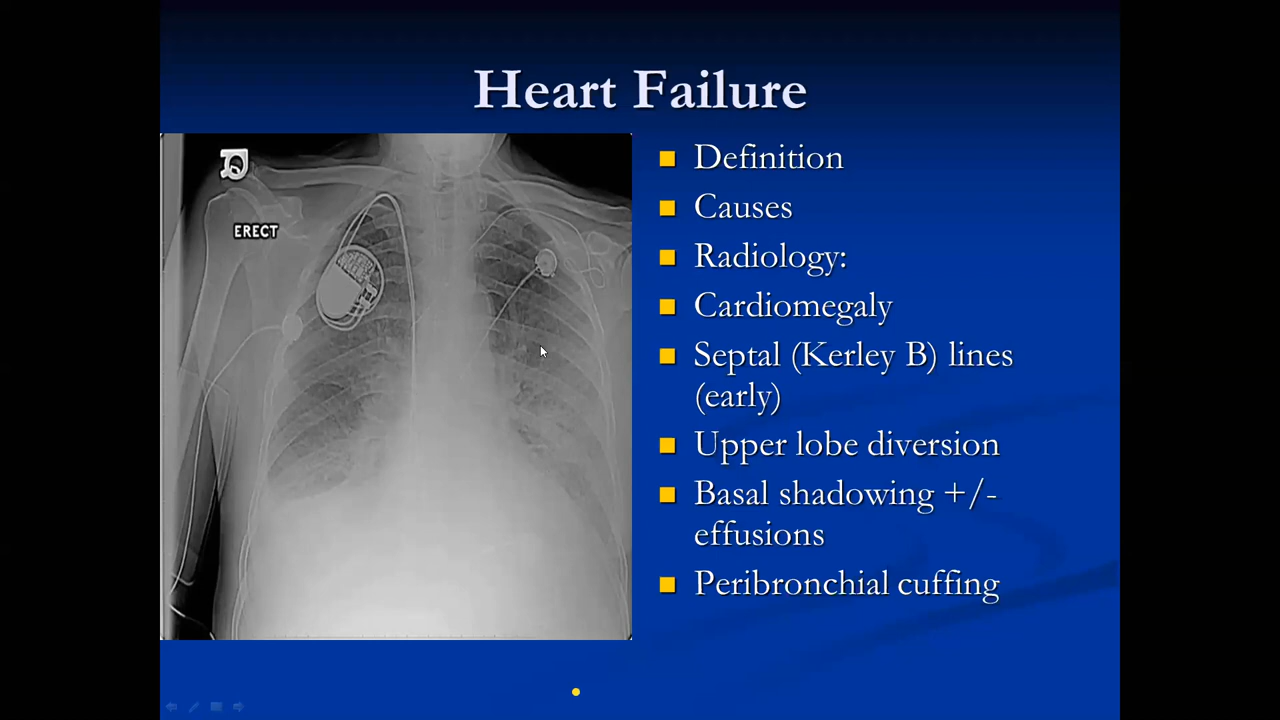 Heart Failure
ERECT
Definition
Causes
Radiology:
Cardiomegaly
Septal (Kerley B) lines
(early)
Upper lobe diversion
Basal shadowing +/-
effusions
Peribronchial cuffing